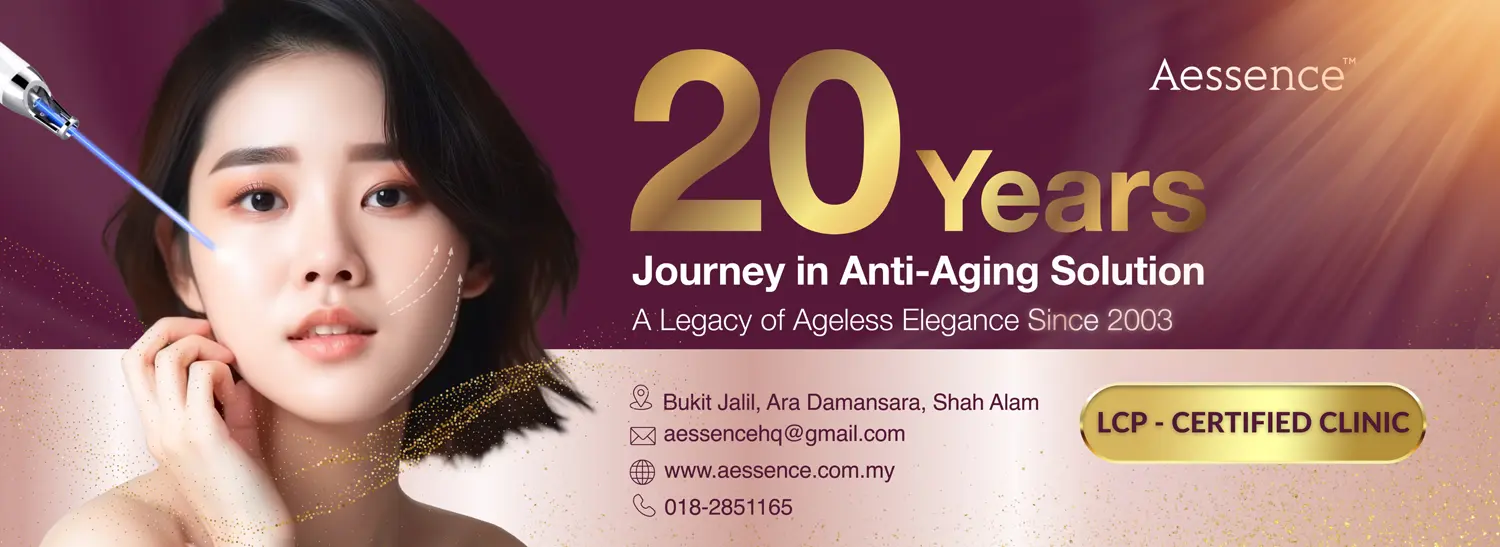 Aessence™
20 Years
Journey in Anti-Aging Solution
A Legacy of Ageless Elegance Since 2003
Bukit Jalil, Ara Damansara, Shah Alam
aessencehq@gmail.com
www.aessence.com.my
018-2851165
LCP - CERTIFIED CLINIC